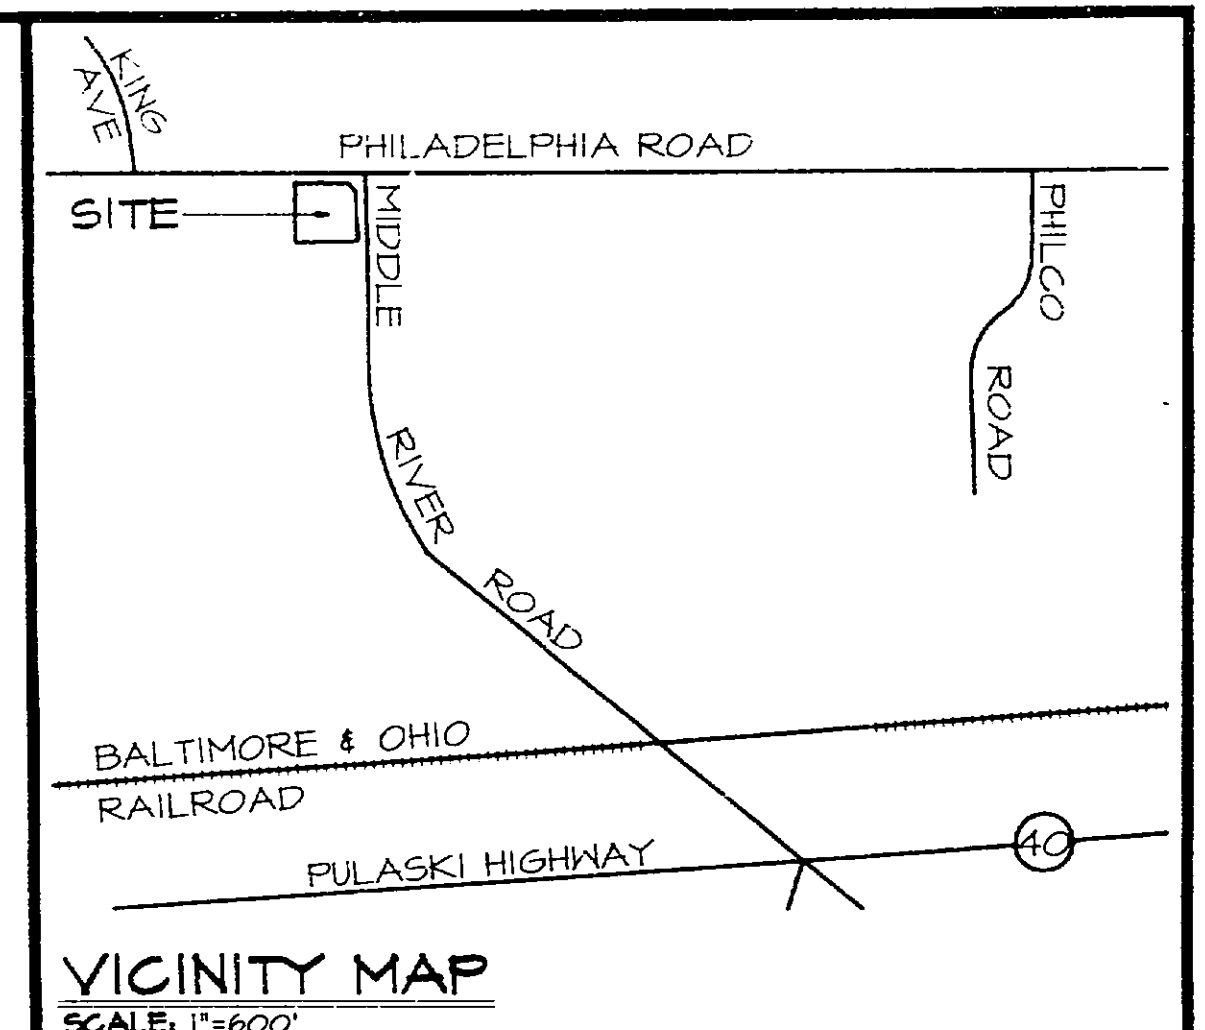 KING
AVE
PHILADELPHIA ROAD
SITE
MIDDLE
RIVER
ROAD
PHILCO
ROAD
BALTIMORE & OHIO
RAILROAD
PULASKI HIGHWAY
40
VICINITY MAP
SCALE: 1"=600'